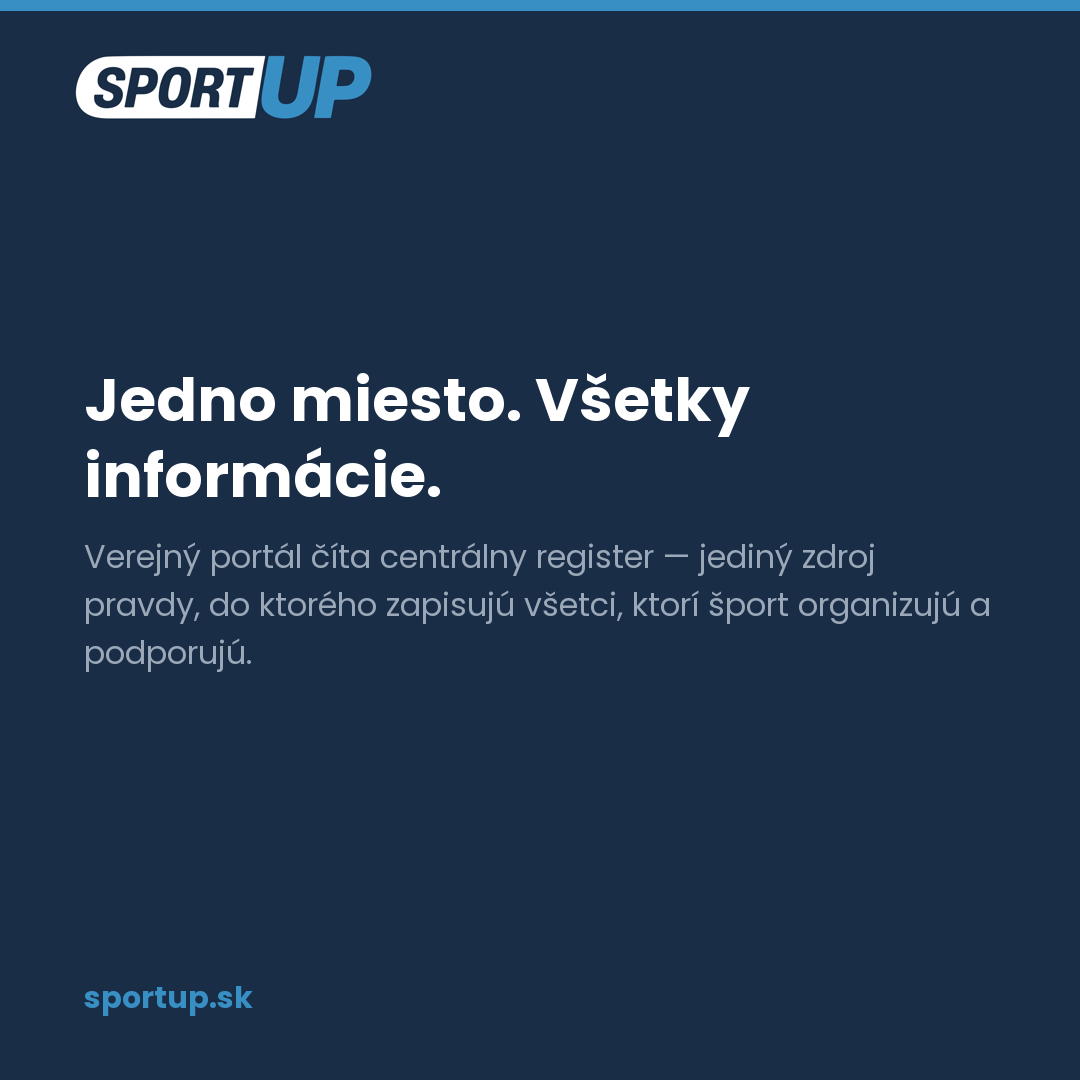 SPORTUP
Jedno miesto. Všetky
informácie.
Verejný portál číta centrálny register — jediný zdroj
pravdy, do ktorého zapisujú všetci, ktorí šport organizujú a
podporujú.
sportup.sk